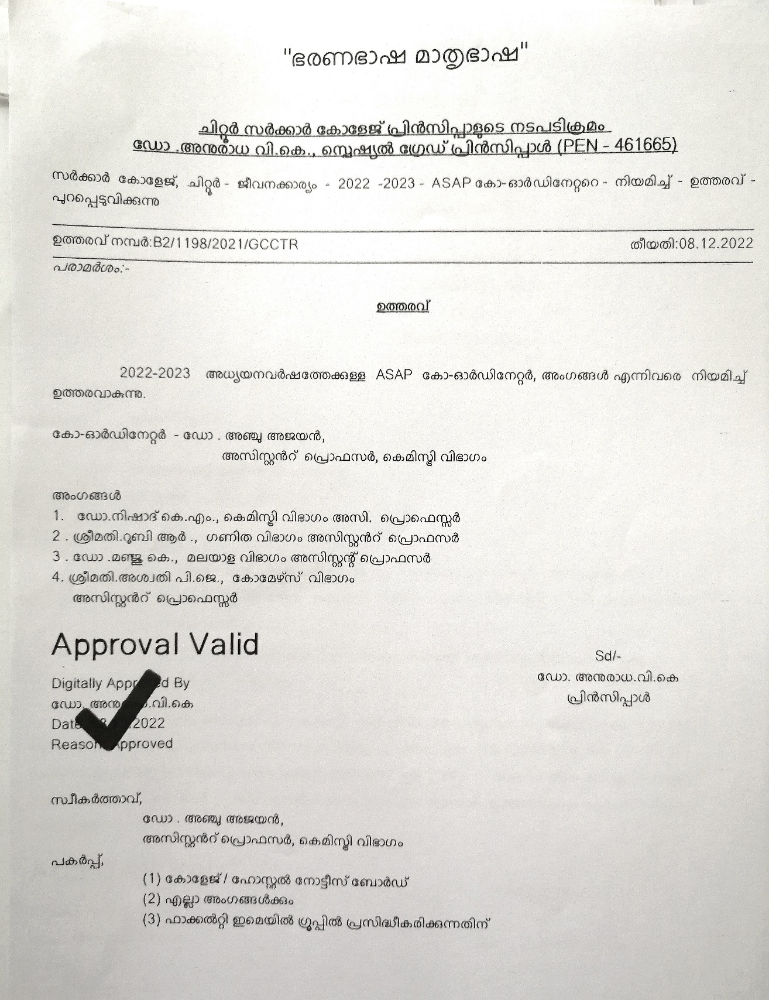 "ഭരണഭാഷ മാതൃഭാഷ"
ചിറ്റൂർ സർക്കാർ കോളേജ് പ്രിൻസിപ്പാളുടെ നടപടിക്രമം
ഡോ .അനുരാധ വി.കെ., സ്പെഷ്യൽ ഗ്രേഡ് പ്രിൻസിപ്പാൾ (PEN - 461665)
സർക്കാർ കോളേജ്, ചിറ്റൂർ - ജീവനക്കാര്യം - 2022 -2023 - ASAP കോ-ഓർഡിനേറ്ററെ - നിയമിച്ച് - ഉത്തരവ് -
പുറപ്പെടുവിക്കുന്നു
ഉത്തരവ് നമ്പർ:B2/1198/2021/GCCTR തീയതി:08.12.2022
പരാമർശം:-
ഉത്തരവ്
2022-2023 അധ്യയനവർഷത്തേക്കുള്ള ASAP കോ-ഓർഡിനേറ്റർ, അംഗങ്ങൾ എന്നിവരെ നിയമിച്ച്
ഉത്തരവാകുന്നു.
കോ-ഓർഡിനേറ്റർ - ഡോ . അഞ്ചു അജയൻ,
അസിസ്റ്റൻറ് പ്രൊഫസർ, കെമിസ്ട്രി വിഭാഗം
അംഗങ്ങൾ
1. ഡോ.നിഷാദ് കെ.എം., കെമിസ്ട്രി വിഭാഗം അസി. പ്രൊഫെസ്സർ
2 . ശ്രീമതി.റൂബി ആർ ., ഗണിത വിഭാഗം അസിസ്റ്റൻറ് പ്രൊഫസർ
3 . ഡോ .മഞ്ജു കെ., മലയാള വിഭാഗം അസിസ്റ്റന്റ് പ്രൊഫസർ
4. ശ്രീമതി.അശ്വതി പി.ജെ., കോമേഴ്സ് വിഭാഗം
അസിസ്റ്റൻറ് പ്രൊഫെസ്സർ
Approval Valid
Sd/-
ഡോ. അനുരാധ.വി.കെ
പ്രിൻസിപ്പാൾ
Digitally Approved By
ഡോ. അനുരാധ.വി.കെ
Date: 08.12.2022
Reason: Approved
സ്വീകർത്താവ്,
ഡോ . അഞ്ചു അജയൻ,
അസിസ്റ്റൻറ് പ്രൊഫസർ, കെമിസ്ട്രി വിഭാഗം
പകർപ്പ്,
(1) കോളേജ് / ഹോസ്റ്റൽ നോട്ടീസ് ബോർഡ്
(2) എല്ലാ അംഗങ്ങൾക്കും
(3) ഫാക്കൽറ്റി ഇമെയിൽ ഗ്രൂപ്പിൽ പ്രസിദ്ധീകരിക്കുന്നതിന്